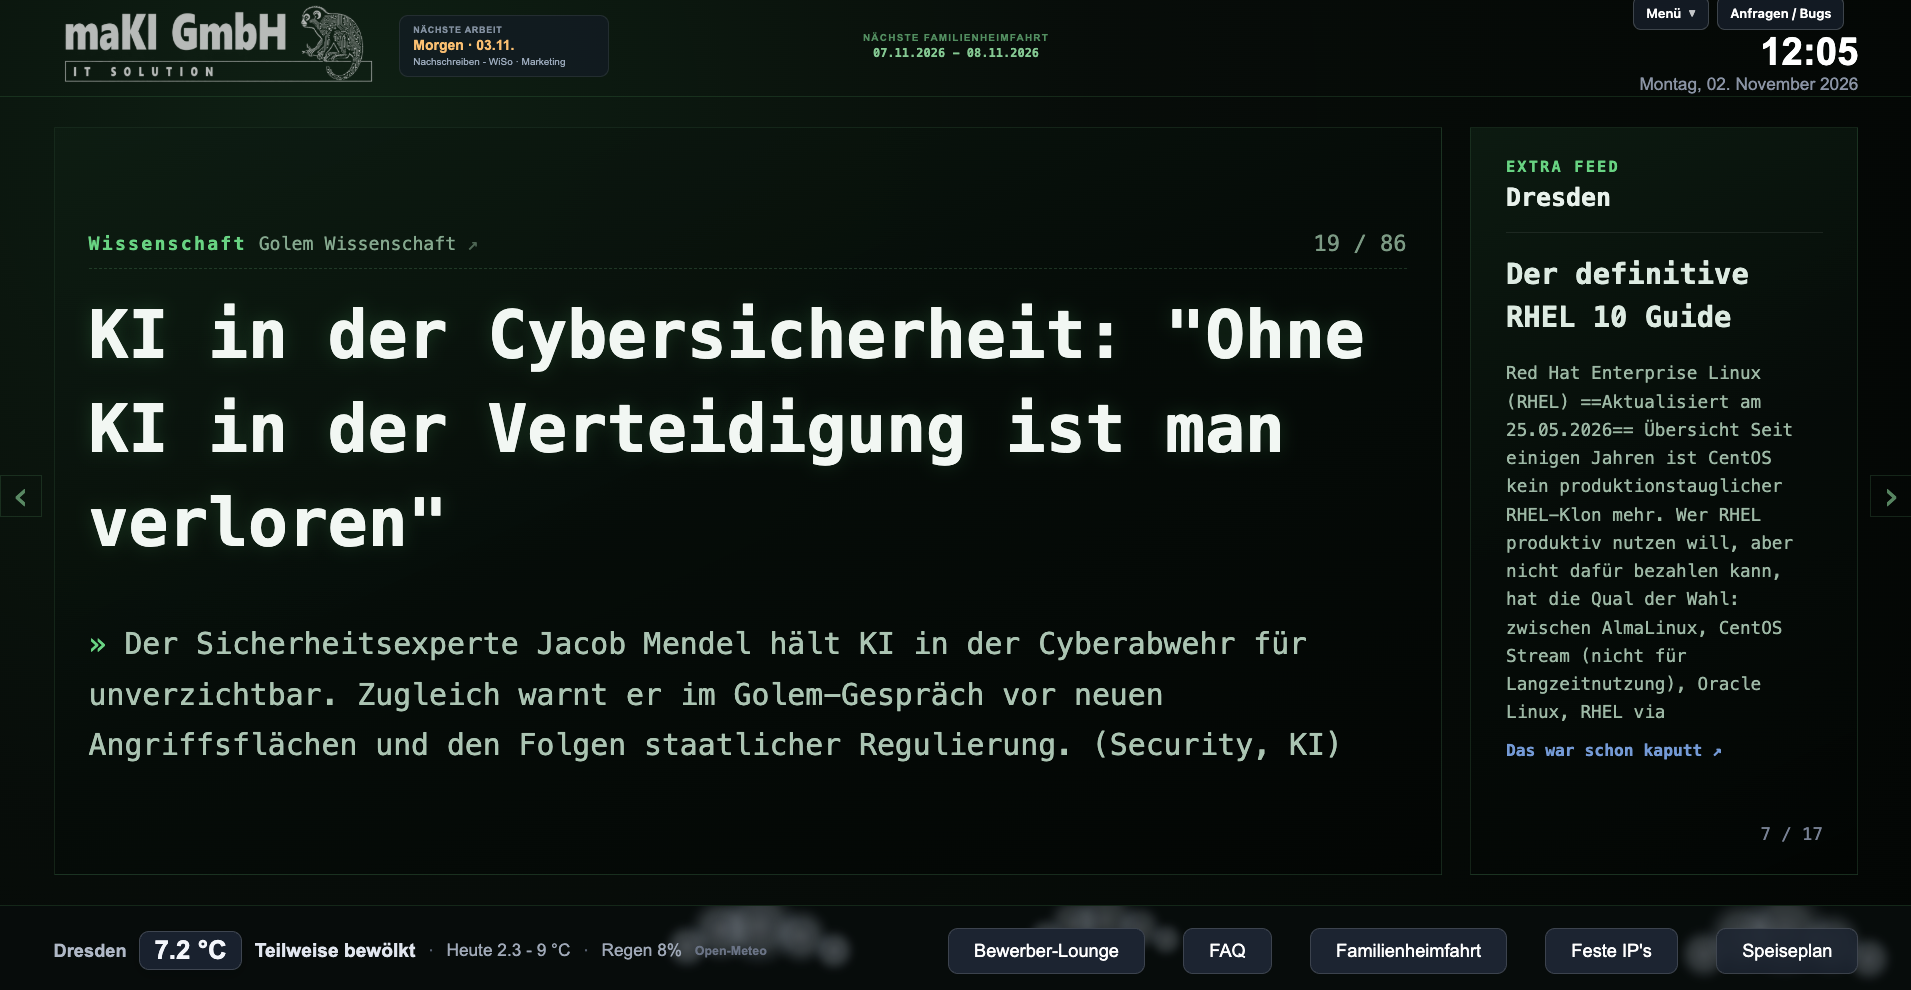 maKI GmbH
IT SOLUTION
NÄCHSTE ARBEIT
Morgen · 03.11.
Nachschreiben - WiSo · Marketing
NÄCHSTE FAMILIENHEIMFAHRT
07.11.2026 – 08.11.2026
Menü ▼
Anfragen / Bugs
12:05
Montag, 02. November 2026
Wissenschaft Golem Wissenschaft ↗
19 / 86
KI in der Cybersicherheit: "Ohne
KI in der Verteidigung ist man
verloren"
» Der Sicherheitsexperte Jacob Mendel hält KI in der Cyberabwehr für
unverzichtbar. Zugleich warnt er im Golem-Gespräch vor neuen
Angriffsflächen und den Folgen staatlicher Regulierung. (Security, KI)
EXTRA FEED
Dresden
Der definitive
RHEL 10 Guide
Red Hat Enterprise Linux
(RHEL) ==Aktualisiert am
25.05.2026== Übersicht Seit
einigen Jahren ist CentOS
kein produktionstauglicher
RHEL-Klon mehr. Wer RHEL
produktiv nutzen will, aber
nicht dafür bezahlen kann,
hat die Qual der Wahl:
zwischen AlmaLinux, CentOS
Stream (nicht für
Langzeitnutzung), Oracle
Linux, RHEL via
Das war schon kaputt ↗
7 / 17
Dresden
7.2 °C
Teilweise bewölkt · Heute 2.3 - 9 °C · Regen 8% Open-Meteo
Bewerber-Lounge
FAQ
Familienheimfahrt
Feste IP's
Speiseplan